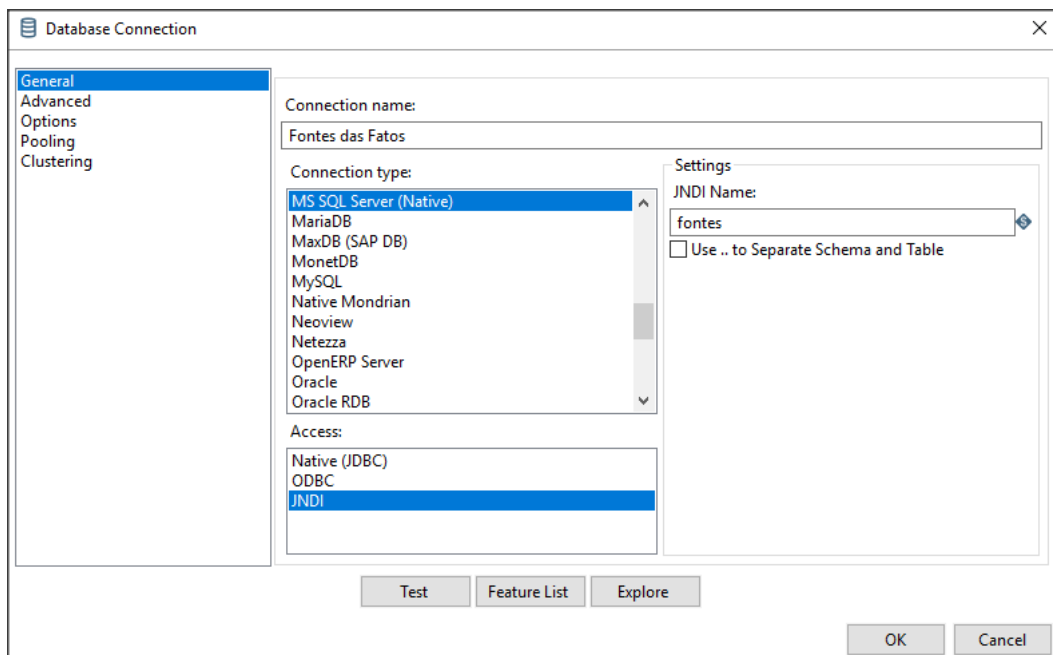 Database Connection
General
Advanced
Options
Pooling
Clustering
Connection name:
Fontes das Fatos
Connection type:
MS SQL Server (Native)
MariaDB
MaxDB (SAP DB)
MonetDB
MySQL
Native Mondrian
Neoview
Netezza
OpenERP Server
Oracle
Oracle RDB
Access:
Native (JDBC)
ODBC
JNDI
Settings
JNDI Name:
fontes
Use .. to Separate Schema and Table
Test
Feature List
Explore
OK
Cancel